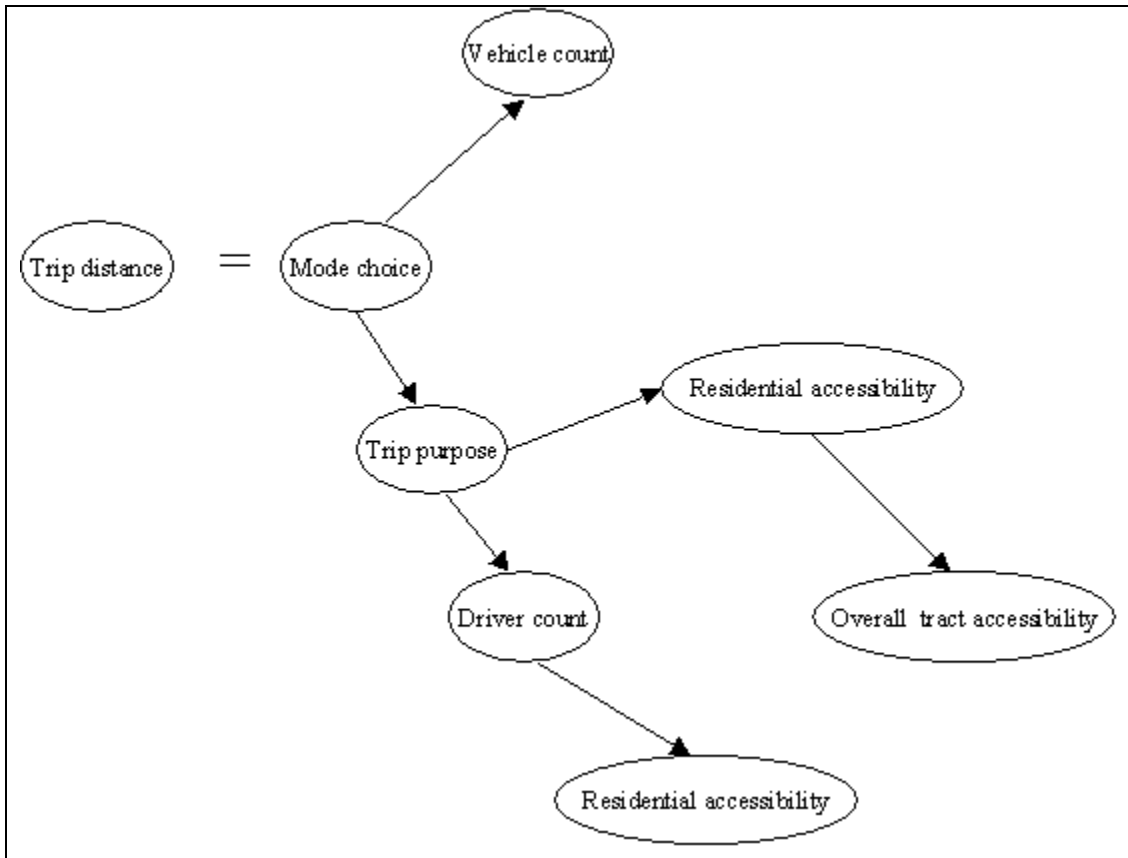 Vehicle count
Trip distance
=
Mode choice
Residential accessibility
Trip purpose
Driver count
Overall tract accessibility
Residential accessibility